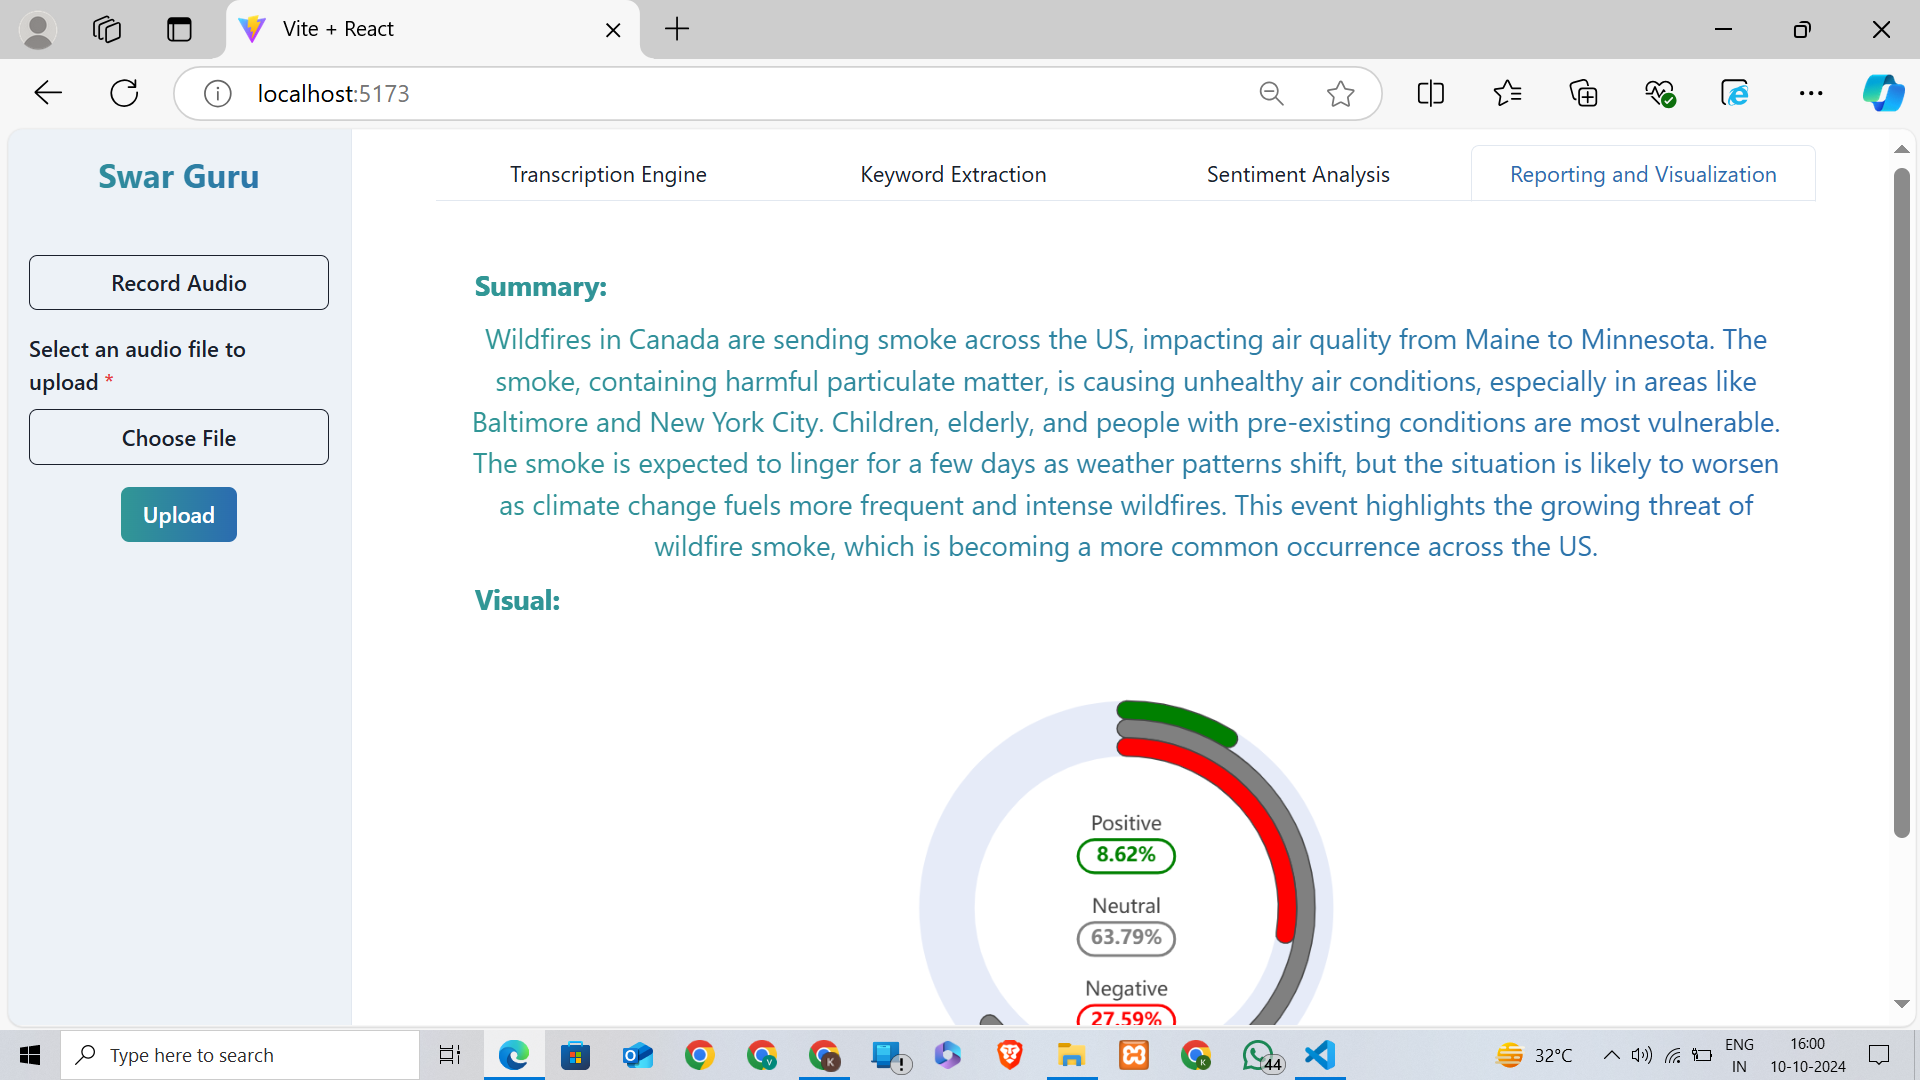 Vite + React
localhost:5173
Swar Guru
Record Audio
Select an audio file to
upload *
Choose File
Upload
Transcription Engine
Keyword Extraction
Sentiment Analysis
Reporting and Visualization
Summary:
Wildfires in Canada are sending smoke across the US, impacting air quality from Maine to Minnesota. The
smoke, containing harmful particulate matter, is causing unhealthy air conditions, especially in areas like
Baltimore and New York City. Children, elderly, and people with pre-existing conditions are most vulnerable.
The smoke is expected to linger for a few days as weather patterns shift, but the situation is likely to worsen
as climate change fuels more frequent and intense wildfires. This event highlights the growing threat of
wildfire smoke, which is becoming a more common occurrence across the US.
Visual:
Positive
8.62%
Neutral
63.79%
Negative
27.59%
Type here to search
V
K
K
44
32°C
ENG
IN
16:00
10-10-2024